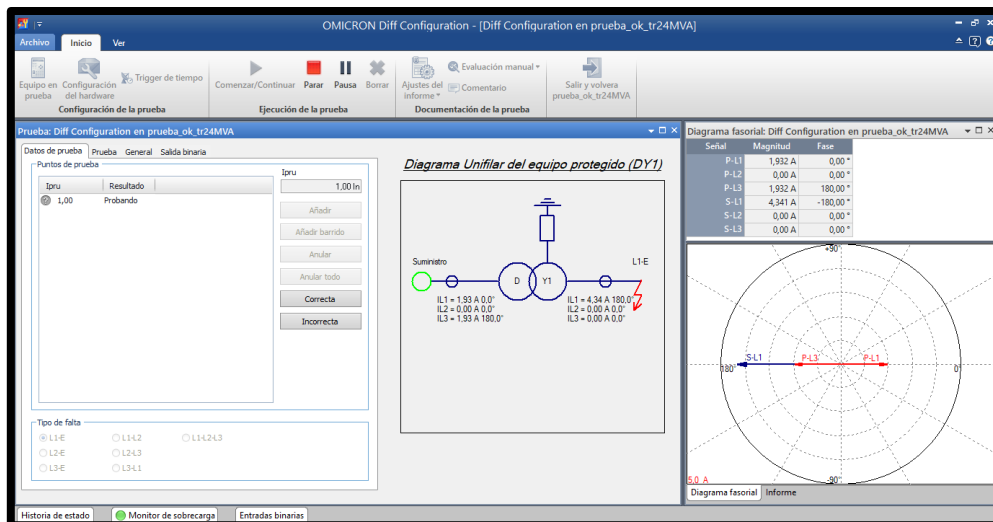 OMICRON Diff Configuration - [Diff Configuration en prueba_ok_tr24MVA]
Archivo Inicio Ver
Equipo en prueba
Configuración del hardware
Trigger de tiempo
Configuración de la prueba
Comenzar/Continuar Parar Pausa Borrar
Ejecución de la prueba
Ajustes del informe
Evaluación manual
Comentario
Documentación de la prueba
Salir y volvera prueba_ok_tr24MVA
Prueba: Diff Configuration en prueba_ok_tr24MVA
Datos de prueba Prueba General Salida binaria
Puntos de prueba
Ipru Resultado
1,00 Probando
Ipru
1,00 In
Añadir
Añadir barrido
Anular
Anular todo
Correcta
Incorrecta
Tipo de falta
L1-E L1-L2 L1-L2-L3
L2-E L2-L3
L3-E L3-L1
Diagrama Unifilar del equipo protegido (DY1)
Suministro
L1-E
D Y1
IL1 = 1,93 A 0.0°
IL2 = 0,00 A 0.0°
IL3 = 1,93 A 180.0°
IL1 = 4,34 A 180.0°
IL2 = 0,00 A 0.0°
IL3 = 0,00 A 0.0°
Diagrama fasorial: Diff Configuration en prueba_ok_tr24MVA
Señal Magnitud Fase
P-L1 1,932 A 0,00 °
P-L2 0,00 A 0,00 °
P-L3 1,932 A 180,00 °
S-L1 4,341 A -180,00 °
S-L2 0,00 A 0,00 °
S-L3 0,00 A 0,00 °
+90°
S-L1 P-L3 P-L1
180° 0°
5,0 A
-90°
Diagrama fasorial Informe
Historia de estado Monitor de sobrecarga Entradas binarias